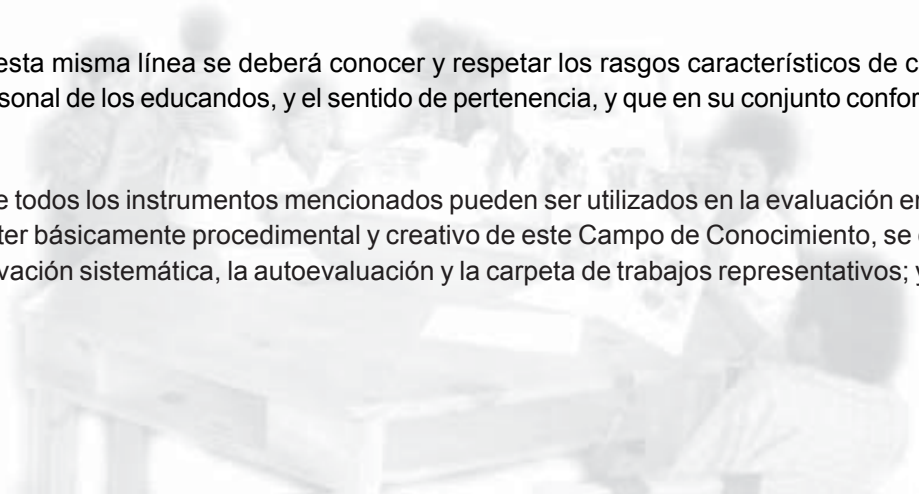 esta misma línea se deberá conocer y respetar los rasgos característicos de c
sonal de los educandos, y el sentido de pertenencia, y que en su conjunto confor
e todos los instrumentos mencionados pueden ser utilizados en la evaluación en
ter básicamente procedimental y creativo de este Campo de Conocimiento, se
vación sistemática, la autoevaluación y la carpeta de trabajos representativos; y